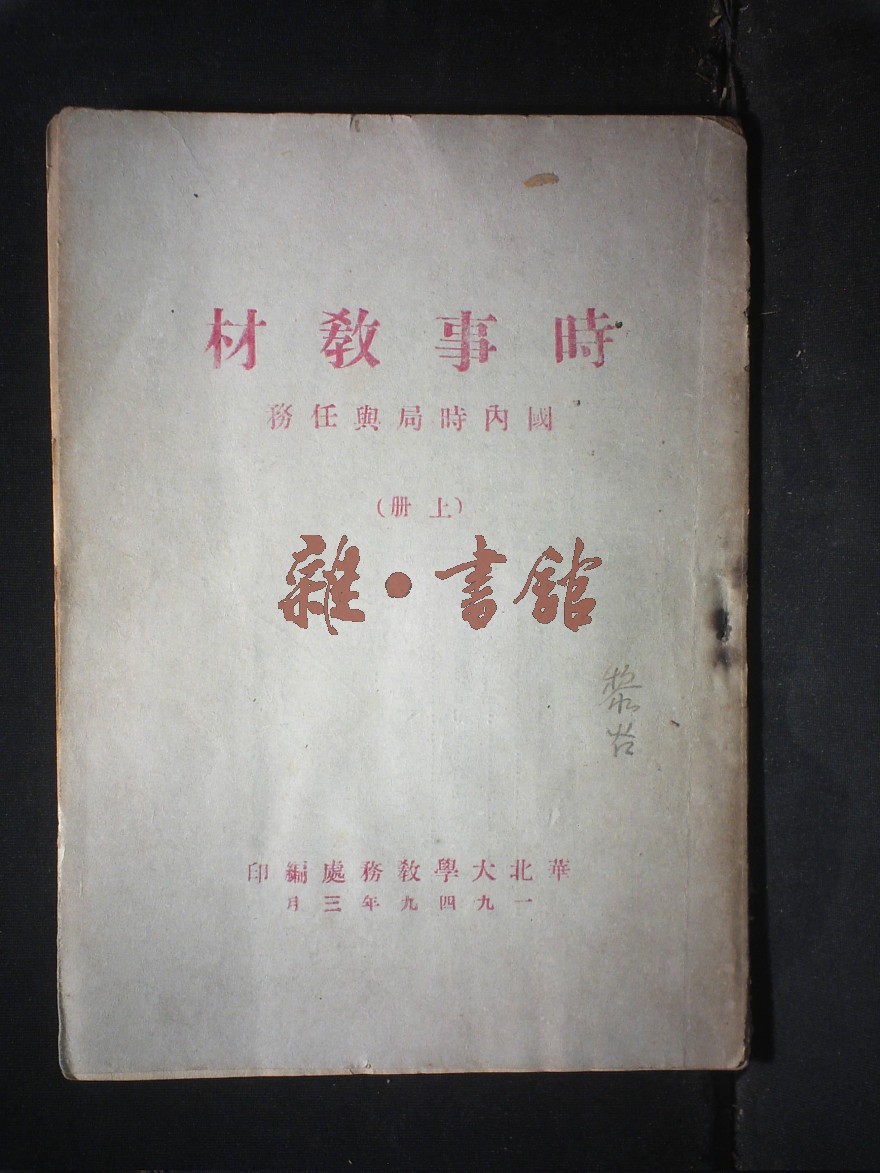 時事教材
國內時局與任務
(上册)
雜·書館
華北大學教務處編印
一九四九年三月